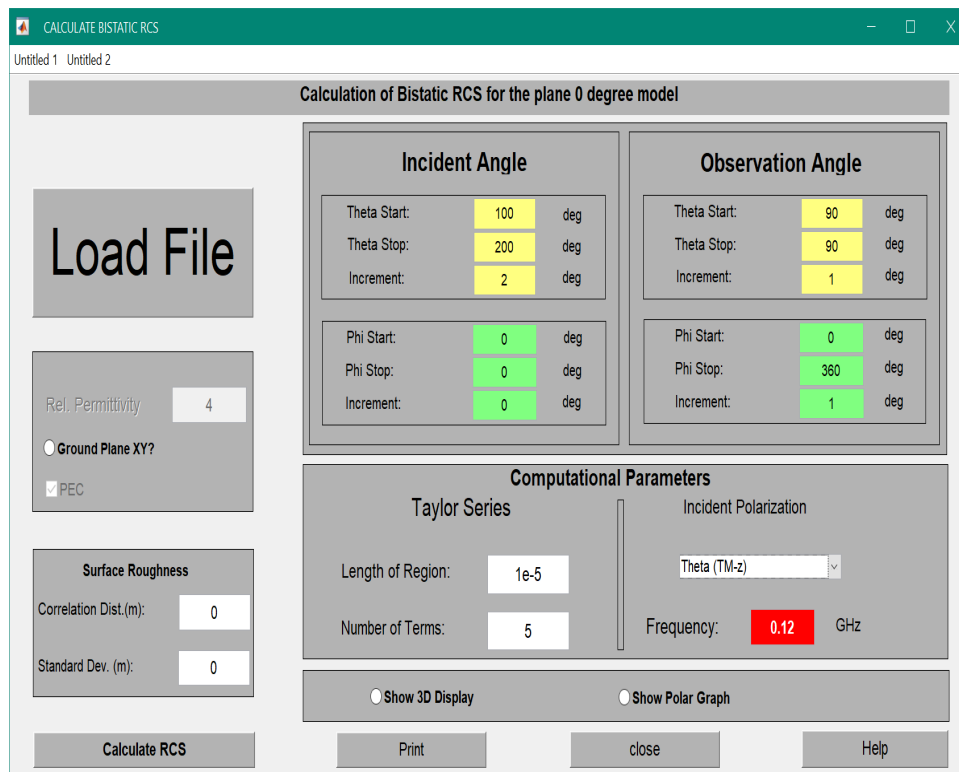 CALCULATE BISTATIC RCS
Untitled 1 Untitled 2
Calculation of Bistatic RCS for the plane 0 degree model
Load File
Rel. Permittivity 4
Ground Plane XY?
PEC
Surface Roughness
Correlation Dist.(m): 0
Standard Dev. (m): 0
Calculate RCS
Incident Angle
Theta Start: 100 deg
Theta Stop: 200 deg
Increment: 2 deg
Phi Start: 0 deg
Phi Stop: 0 deg
Increment: 0 deg
Observation Angle
Theta Start: 90 deg
Theta Stop: 90 deg
Increment: 1 deg
Phi Start: 0 deg
Phi Stop: 360 deg
Increment: 1 deg
Computational Parameters
Taylor Series
Length of Region: 1e-5
Number of Terms: 5
Incident Polarization
Theta (TM-z)
Frequency: 0.12 GHz
Show 3D Display Show Polar Graph
Print close Help